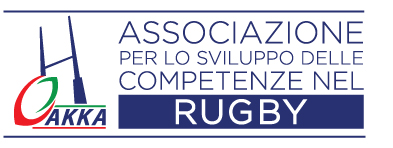 ASSOCIAZIONE
PER LO SVILUPPO DELLE
COMPETENZE NEL
RUGBY
AKKA